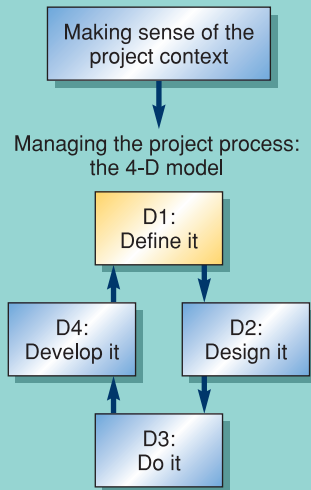 Making sense of the
project context
Managing the project process:
the 4-D model
D1:
Define it
D4:
Develop it
D2:
Design it
D3:
Do it